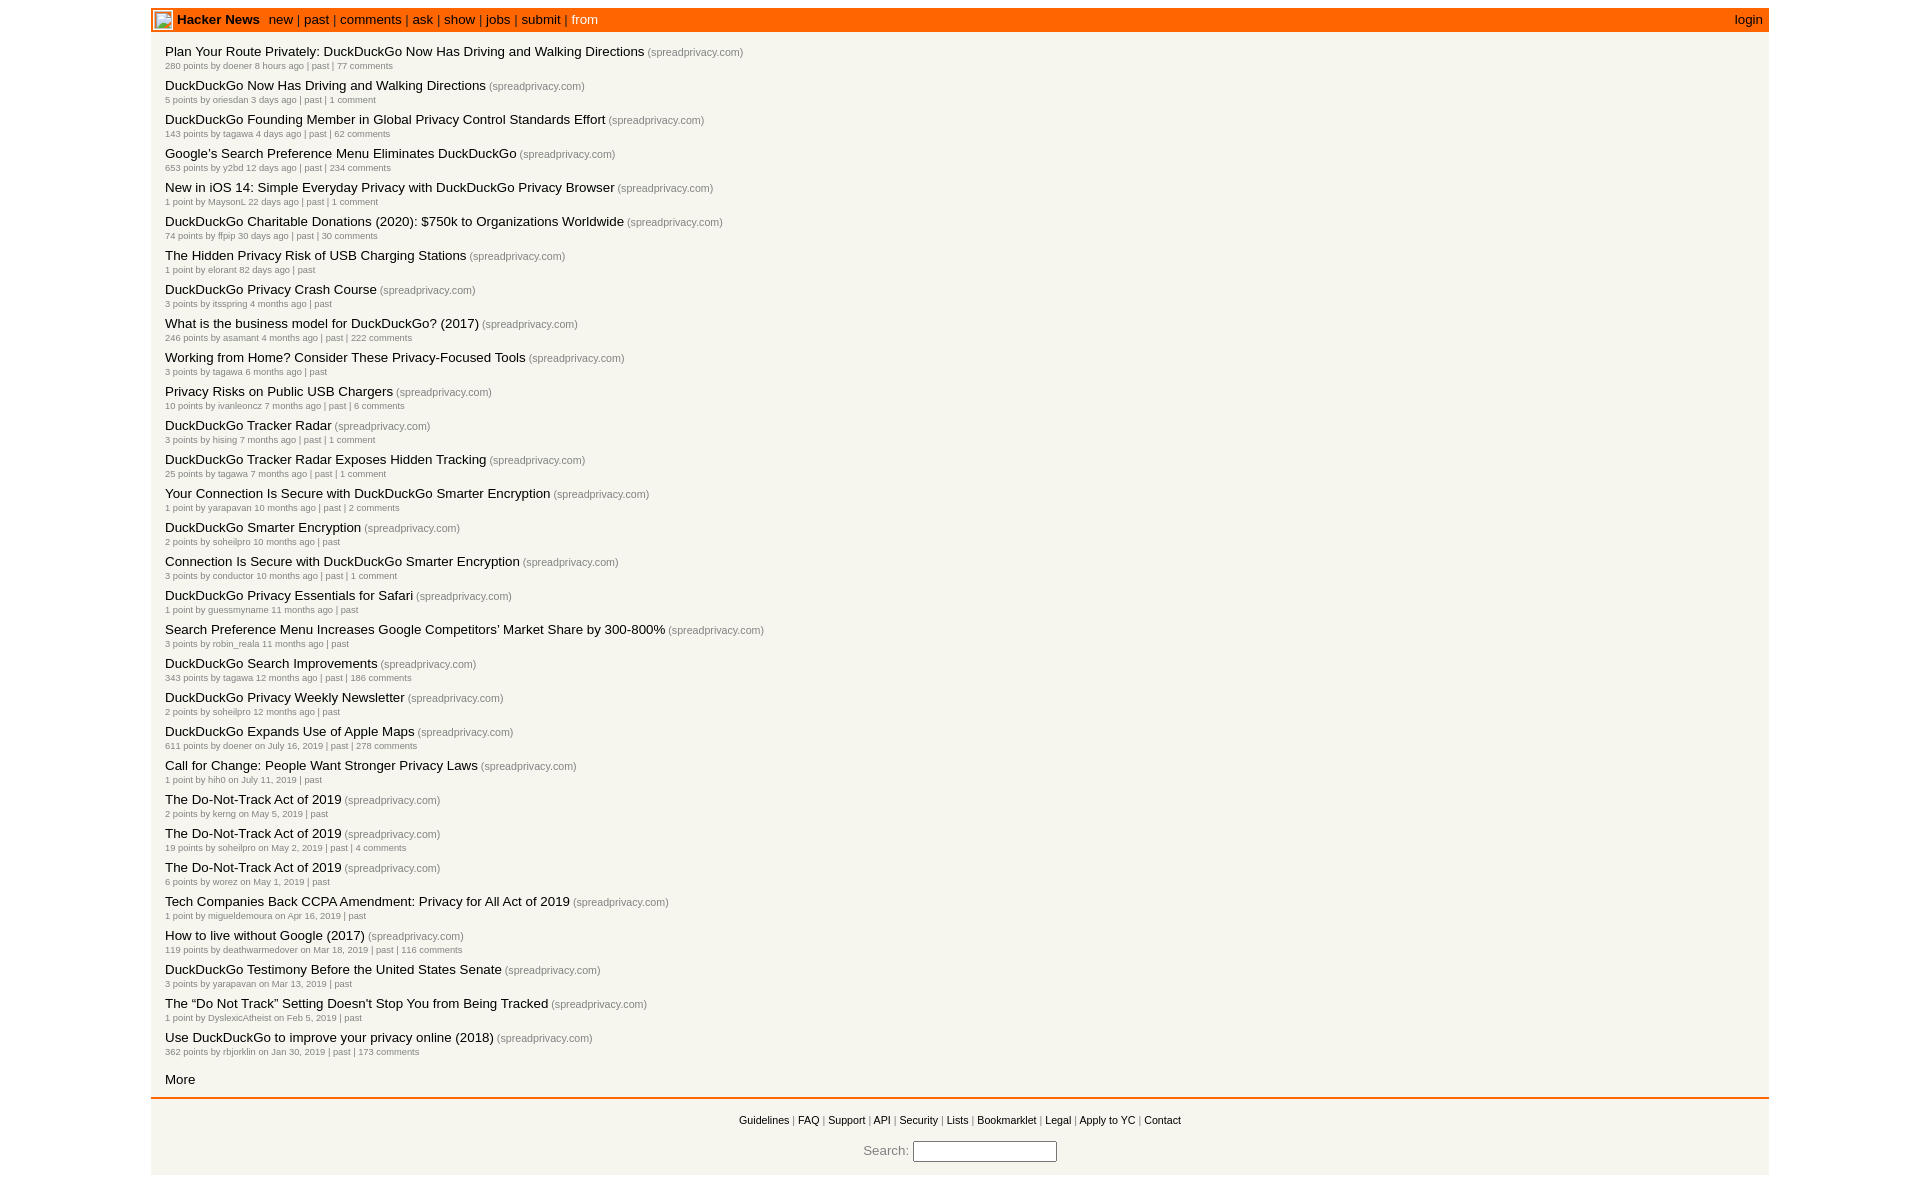 Hacker News new | past | comments | ask | show | jobs | submit | from login
Plan Your Route Privately: DuckDuckGo Now Has Driving and Walking Directions (spreadprivacy.com)
280 points by doener 8 hours ago | past | 77 comments
DuckDuckGo Now Has Driving and Walking Directions (spreadprivacy.com)
5 points by oriesdan 3 days ago | past | 1 comment
DuckDuckGo Founding Member in Global Privacy Control Standards Effort (spreadprivacy.com)
143 points by tagawa 4 days ago | past | 62 comments
Google’s Search Preference Menu Eliminates DuckDuckGo (spreadprivacy.com)
653 points by y2bd 12 days ago | past | 234 comments
New in iOS 14: Simple Everyday Privacy with DuckDuckGo Privacy Browser (spreadprivacy.com)
1 point by MaysonL 22 days ago | past | 1 comment
DuckDuckGo Charitable Donations (2020): $750k to Organizations Worldwide (spreadprivacy.com)
74 points by ffpip 30 days ago | past | 30 comments
The Hidden Privacy Risk of USB Charging Stations (spreadprivacy.com)
1 point by elorant 82 days ago | past
DuckDuckGo Privacy Crash Course (spreadprivacy.com)
3 points by itsspring 4 months ago | past
What is the business model for DuckDuckGo? (2017) (spreadprivacy.com)
246 points by asamant 4 months ago | past | 222 comments
Working from Home? Consider These Privacy-Focused Tools (spreadprivacy.com)
3 points by tagawa 6 months ago | past
Privacy Risks on Public USB Chargers (spreadprivacy.com)
10 points by ivanleoncz 7 months ago | past | 6 comments
DuckDuckGo Tracker Radar (spreadprivacy.com)
3 points by hising 7 months ago | past | 1 comment
DuckDuckGo Tracker Radar Exposes Hidden Tracking (spreadprivacy.com)
25 points by tagawa 7 months ago | past | 1 comment
Your Connection Is Secure with DuckDuckGo Smarter Encryption (spreadprivacy.com)
1 point by yarapavan 10 months ago | past | 2 comments
DuckDuckGo Smarter Encryption (spreadprivacy.com)
2 points by soheilpro 10 months ago | past
Connection Is Secure with DuckDuckGo Smarter Encryption (spreadprivacy.com)
3 points by conductor 10 months ago | past | 1 comment
DuckDuckGo Privacy Essentials for Safari (spreadprivacy.com)
1 point by guessmyname 11 months ago | past
Search Preference Menu Increases Google Competitors’ Market Share by 300-800% (spreadprivacy.com)
3 points by robin_reala 11 months ago | past
DuckDuckGo Search Improvements (spreadprivacy.com)
343 points by tagawa 12 months ago | past | 186 comments
DuckDuckGo Privacy Weekly Newsletter (spreadprivacy.com)
2 points by soheilpro 12 months ago | past
DuckDuckGo Expands Use of Apple Maps (spreadprivacy.com)
611 points by doener on July 16, 2019 | past | 278 comments
Call for Change: People Want Stronger Privacy Laws (spreadprivacy.com)
1 point by hih0 on July 11, 2019 | past
The Do-Not-Track Act of 2019 (spreadprivacy.com)
2 points by kerng on May 5, 2019 | past
The Do-Not-Track Act of 2019 (spreadprivacy.com)
19 points by soheilpro on May 2, 2019 | past | 4 comments
The Do-Not-Track Act of 2019 (spreadprivacy.com)
6 points by worez on May 1, 2019 | past
Tech Companies Back CCPA Amendment: Privacy for All Act of 2019 (spreadprivacy.com)
1 point by migueldemoura on Apr 16, 2019 | past
How to live without Google (2017) (spreadprivacy.com)
119 points by deathwarmedover on Mar 18, 2019 | past | 116 comments
DuckDuckGo Testimony Before the United States Senate (spreadprivacy.com)
3 points by yarapavan on Mar 13, 2019 | past
The “Do Not Track” Setting Doesn't Stop You from Being Tracked (spreadprivacy.com)
1 point by DyslexicAtheist on Feb 5, 2019 | past
Use DuckDuckGo to improve your privacy online (2018) (spreadprivacy.com)
362 points by rbjorklin on Jan 30, 2019 | past | 173 comments
More
Guidelines | FAQ | Support | API | Security | Lists | Bookmarklet | Legal | Apply to YC | Contact
Search: